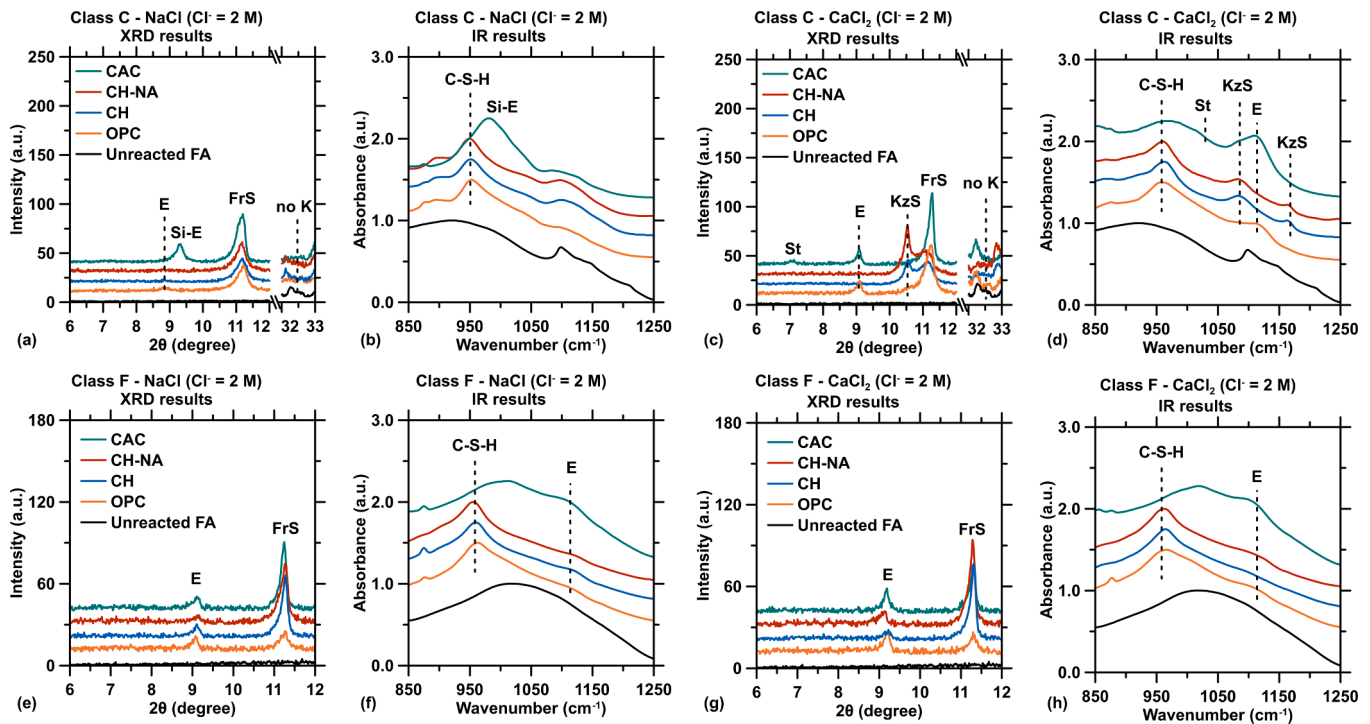 Class C - NaCl (Cl⁻ = 2 M)
XRD results
250
200
150
100
50
0
Intensity (a.u.)
CAC
CH-NA
CH
OPC
Unreacted FA
E
Si-E
FrS
no K
6 7 8 9 10 11 12 32 33
2θ (degree)
(a)
Class C - NaCl (Cl⁻ = 2 M)
IR results
3.0
2.0
1.0
0.0
Absorbance (a.u.)
C-S-H
Si-E
850 950 1050 1150 1250
Wavenumber (cm⁻¹)
(b)
Class C - CaCl₂ (Cl⁻ = 2 M)
XRD results
250
200
150
100
50
0
Intensity (a.u.)
CAC
CH-NA
CH
OPC
Unreacted FA
St
E
KzS
FrS
no K
6 7 8 9 10 11 12 32 33
2θ (degree)
(c)
Class C - CaCl₂ (Cl⁻ = 2 M)
IR results
3.0
2.0
1.0
0.0
Absorbance (a.u.)
C-S-H
St
KzS
E
KzS
850 950 1050 1150 1250
Wavenumber (cm⁻¹)
(d)
Class F - NaCl (Cl⁻ = 2 M)
XRD results
180
120
60
0
Intensity (a.u.)
CAC
CH-NA
CH
OPC
Unreacted FA
E
FrS
6 7 8 9 10 11 12
2θ (degree)
(e)
Class F - NaCl (Cl⁻ = 2 M)
IR results
3.0
2.0
1.0
0.0
Absorbance (a.u.)
C-S-H
E
850 950 1050 1150 1250
Wavenumber (cm⁻¹)
(f)
Class F - CaCl₂ (Cl⁻ = 2 M)
XRD results
180
120
60
0
Intensity (a.u.)
CAC
CH-NA
CH
OPC
Unreacted FA
E
FrS
6 7 8 9 10 11 12
2θ (degree)
(g)
Class F - CaCl₂ (Cl⁻ = 2 M)
IR results
3.0
2.0
1.0
0.0
Absorbance (a.u.)
C-S-H
E
850 950 1050 1150 1250
Wavenumber (cm⁻¹)
(h)